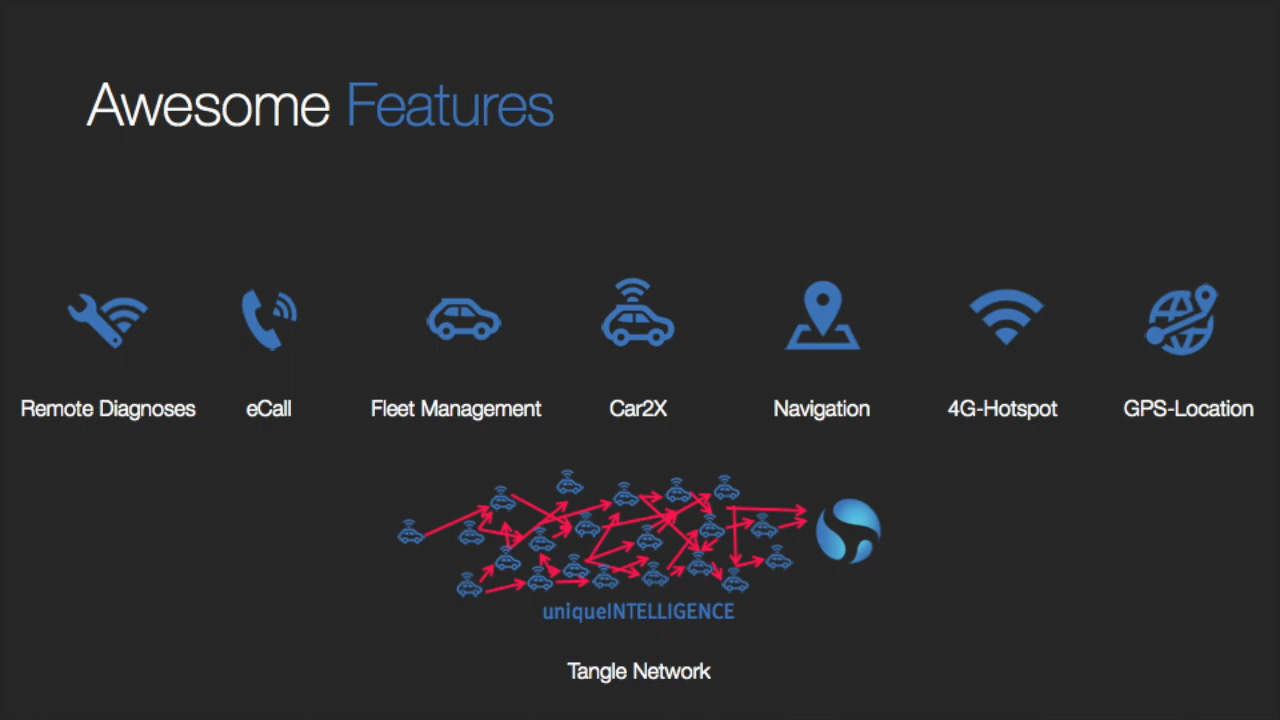 Awesome Features
Remote Diagnoses
eCall
Fleet Management
Car2X
Navigation
4G-Hotspot
GPS-Location
uniqueINTELLIGENCE
Tangle Network